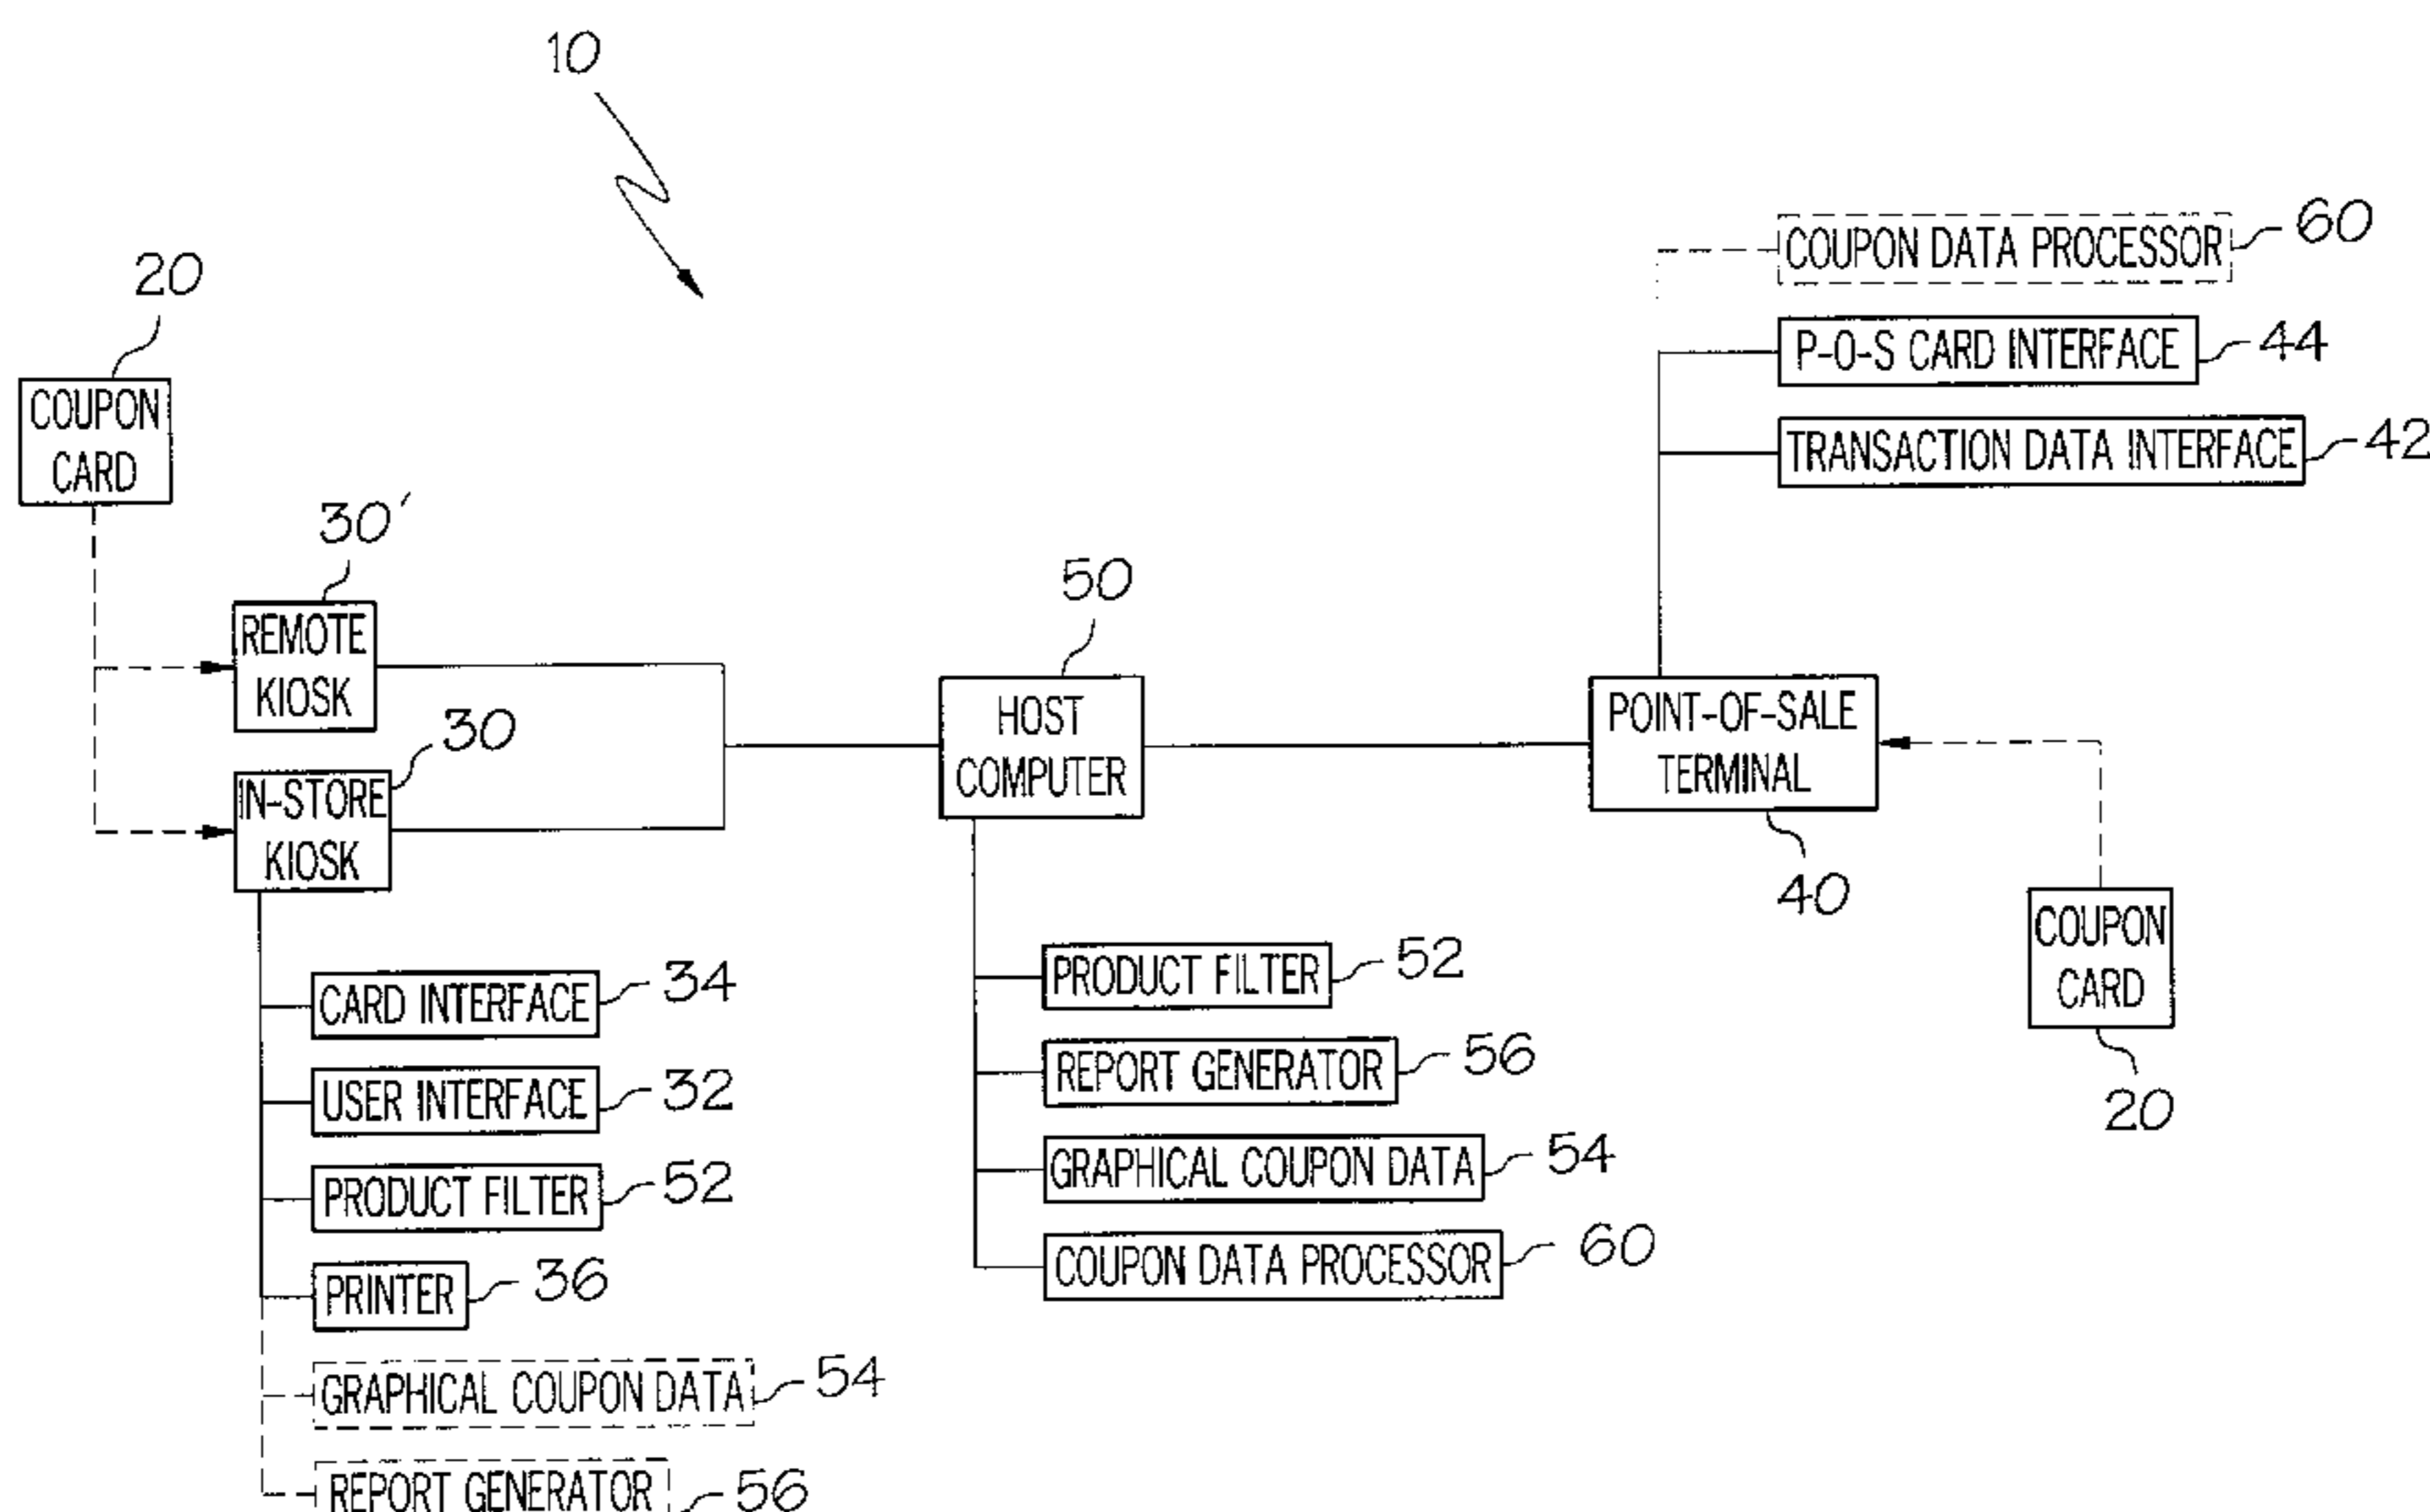 10
20
COUPON
CARD
30'
REMOTE
KIOSK
30
IN-STORE
KIOSK
CARD INTERFACE 34
USER INTERFACE 32
PRODUCT FILTER 52
PRINTER 36
GRAPHICAL COUPON DATA 54
REPORT GENERATOR 56
50
HOST
COMPUTER
PRODUCT FILTER 52
REPORT GENERATOR 56
GRAPHICAL COUPON DATA 54
COUPON DATA PROCESSOR 60
COUPON DATA PROCESSOR 60
P-O-S CARD INTERFACE 44
TRANSACTION DATA INTERFACE 42
POINT-OF-SALE
TERMINAL
40
COUPON
CARD
20